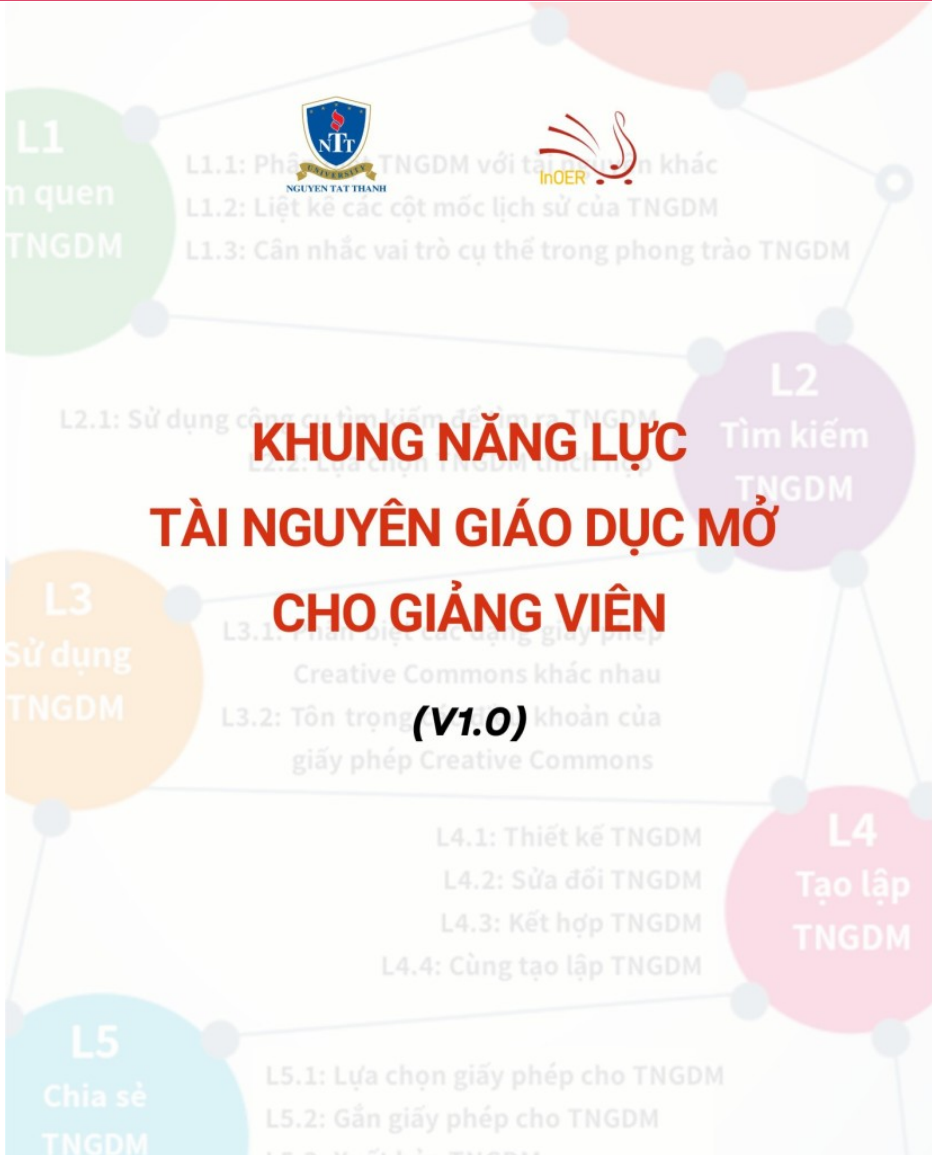 NTT
UNIVERSITY
NGUYEN TAT THANH
InOER
L1
quen
TNGDM
L1.1: TNGDM với tài nguyên khác
L1.2: Liệt kê các cột mốc lịch sử của TNGDM
L1.3: Cân nhắc vai trò cụ thể trong phong trào TNGDM
L2
Tìm kiếm
TNGDM
L2.1: Sử dụng công cụ tìm kiếm để tìm ra TNGDM
L2.2: Lựa chọn TNGDM thích hợp
KHUNG NĂNG LỰC
TÀI NGUYÊN GIÁO DỤC MỞ
CHO GIẢNG VIÊN
(V1.0)
L3
Sử dụng
TNGDM
L3.1: Phân biệt các dạng giấy phép
Creative Commons khác nhau
L3.2: Tôn trọng các điều khoản của
giấy phép Creative Commons
L4
Tạo lập
TNGDM
L4.1: Thiết kế TNGDM
L4.2: Sửa đổi TNGDM
L4.3: Kết hợp TNGDM
L4.4: Cùng tạo lập TNGDM
L5
Chia sẻ
TNGDM
L5.1: Lựa chọn giấy phép cho TNGDM
L5.2: Gắn giấy phép cho TNGDM